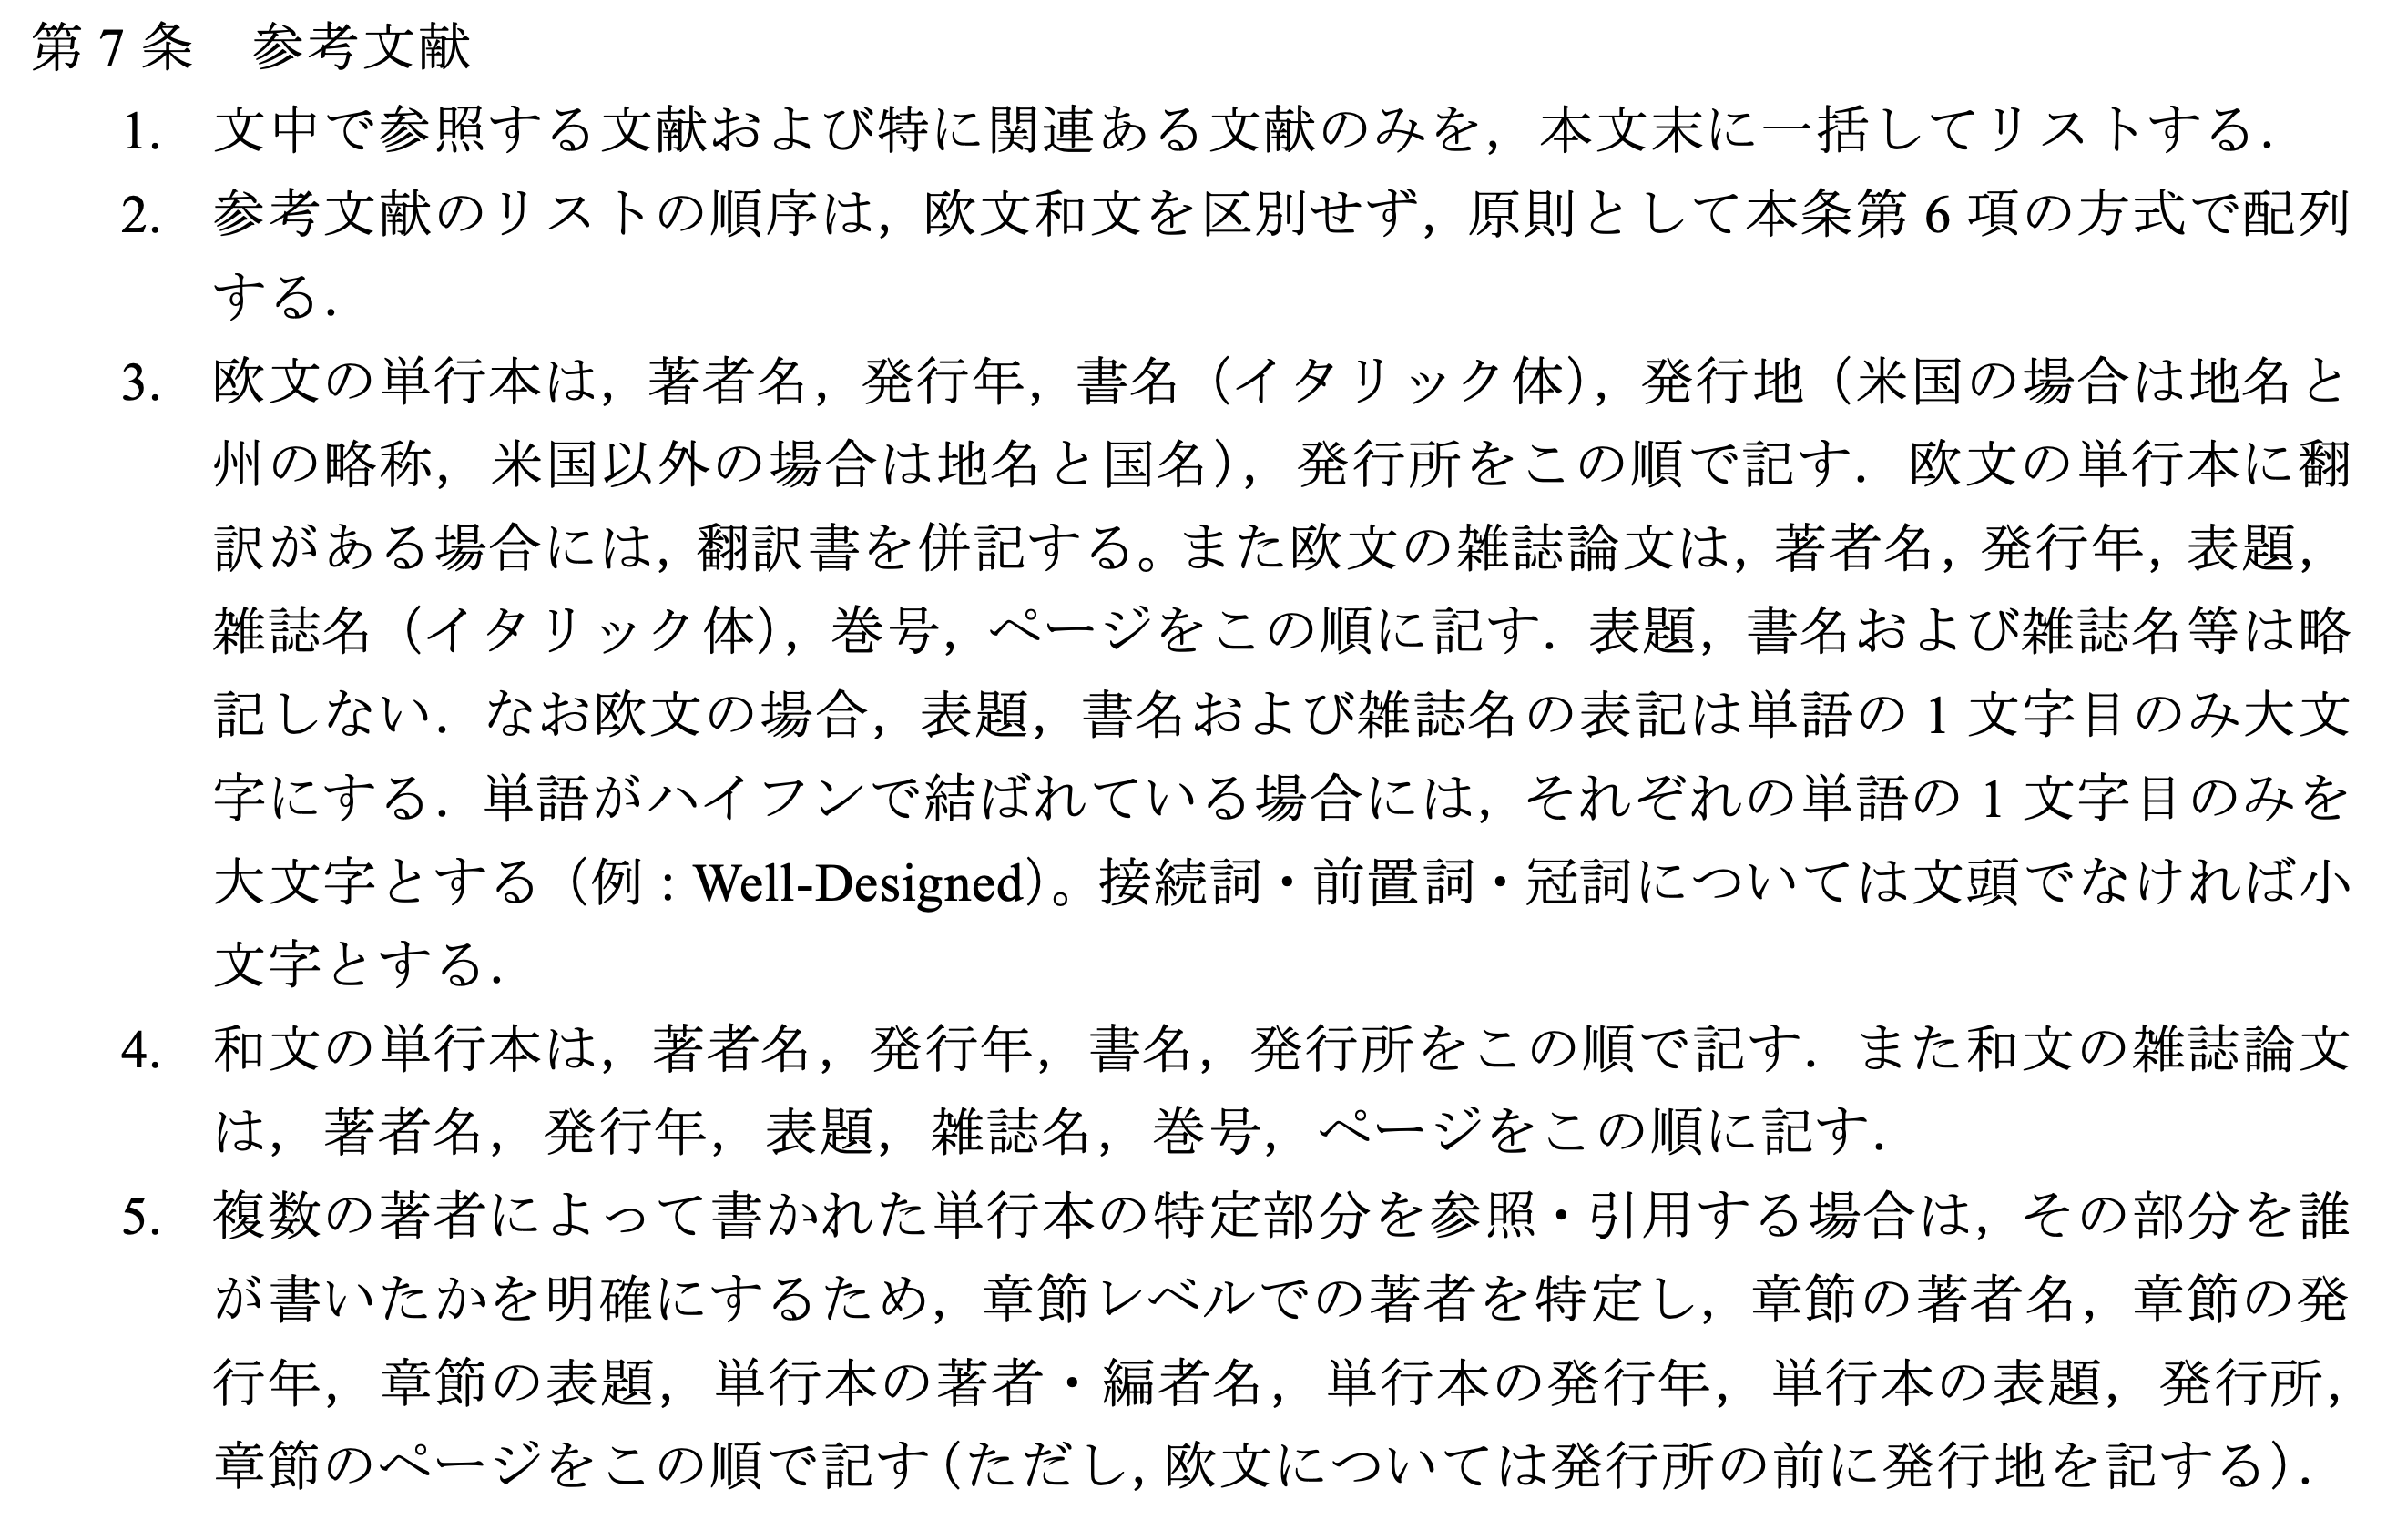 第 7 条　参考文献
1. 文中で参照する文献および特に関連ある文献のみを，本文末に一括してリストする．
2. 参考文献のリストの順序は，欧文和文を区別せず，原則として本条第 6 項の方式で配列
する．
3. 欧文の単行本は，著者名，発行年，書名（イタリック体），発行地（米国の場合は地名と
州の略称，米国以外の場合は地名と国名），発行所をこの順で記す．欧文の単行本に翻
訳がある場合には，翻訳書を併記する。また欧文の雑誌論文は，著者名，発行年，表題，
雑誌名（イタリック体），巻号，ページをこの順に記す．表題，書名および雑誌名等は略
記しない．なお欧文の場合，表題，書名および雑誌名の表記は単語の 1 文字目のみ大文
字にする．単語がハイフンで結ばれている場合には，それぞれの単語の 1 文字目のみを
大文字とする（例：Well-Designed）。接続詞・前置詞・冠詞については文頭でなければ小
文字とする．
4. 和文の単行本は，著者名，発行年，書名，発行所をこの順で記す．また和文の雑誌論文
は，著者名，発行年，表題，雑誌名，巻号，ページをこの順に記す．
5. 複数の著者によって書かれた単行本の特定部分を参照・引用する場合は，その部分を誰
が書いたかを明確にするため，章節レベルでの著者を特定し，章節の著者名，章節の発
行年，章節の表題，単行本の著者・編者名，単行本の発行年，単行本の表題，発行所，
章節のページをこの順で記す（ただし，欧文については発行所の前に発行地を記する）．